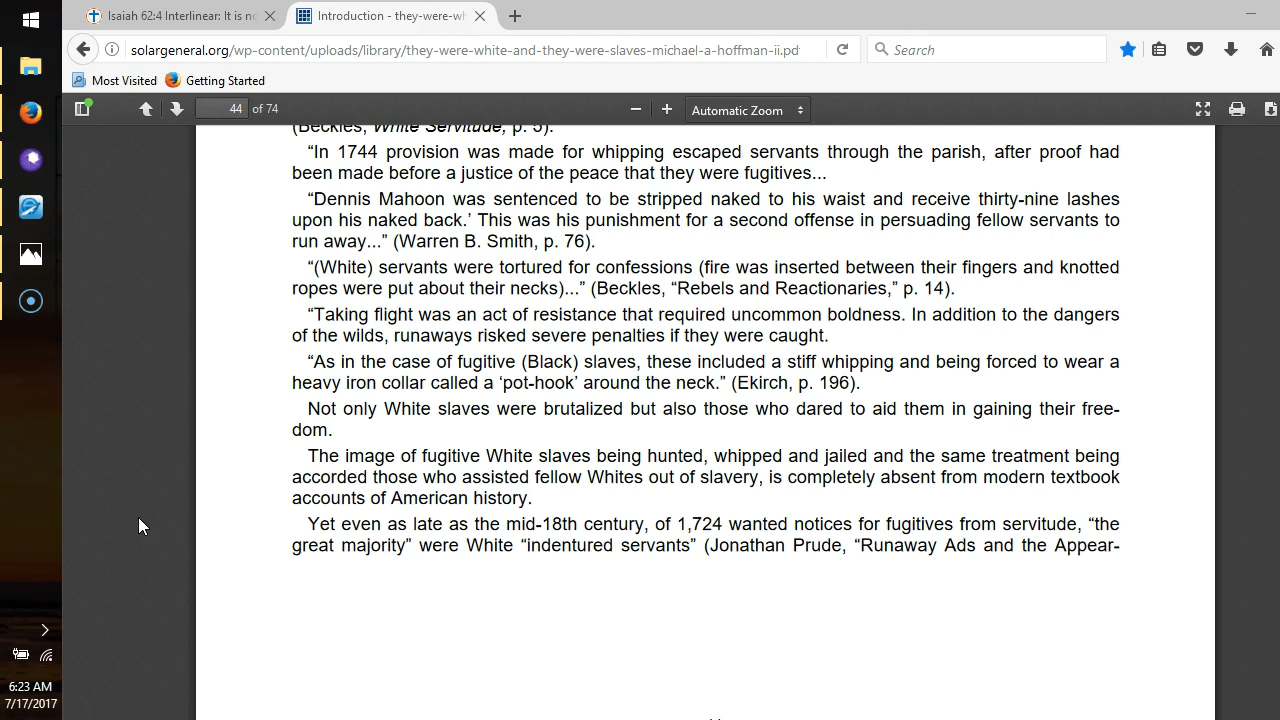 Isaiah 62:4 Interlinear: It is no
Introduction - they-were-wh
solargeneral.org/wp-content/uploads/library/they-were-white-and-they-were-slaves-michael-a-hoffman-ii.pd
Search
Most Visited
Getting Started
44 of 74
Automatic Zoom
(Beckles, White Servitude, p. 5).
“In 1744 provision was made for whipping escaped servants through the parish, after proof had
been made before a justice of the peace that they were fugitives...
“Dennis Mahoon was sentenced to be stripped naked to his waist and receive thirty-nine lashes
upon his naked back.’ This was his punishment for a second offense in persuading fellow servants to
run away...” (Warren B. Smith, p. 76).
“(White) servants were tortured for confessions (fire was inserted between their fingers and knotted
ropes were put about their necks)...” (Beckles, “Rebels and Reactionaries,” p. 14).
“Taking flight was an act of resistance that required uncommon boldness. In addition to the dangers
of the wilds, runaways risked severe penalties if they were caught.
“As in the case of fugitive (Black) slaves, these included a stiff whipping and being forced to wear a
heavy iron collar called a ‘pot-hook’ around the neck.” (Ekirch, p. 196).
Not only White slaves were brutalized but also those who dared to aid them in gaining their free-
dom.
The image of fugitive White slaves being hunted, whipped and jailed and the same treatment being
accorded those who assisted fellow Whites out of slavery, is completely absent from modern textbook
accounts of American history.
Yet even as late as the mid-18th century, of 1,724 wanted notices for fugitives from servitude, “the
great majority” were White “indentured servants” (Jonathan Prude, “Runaway Ads and the Appear-
6:23 AM
7/17/2017